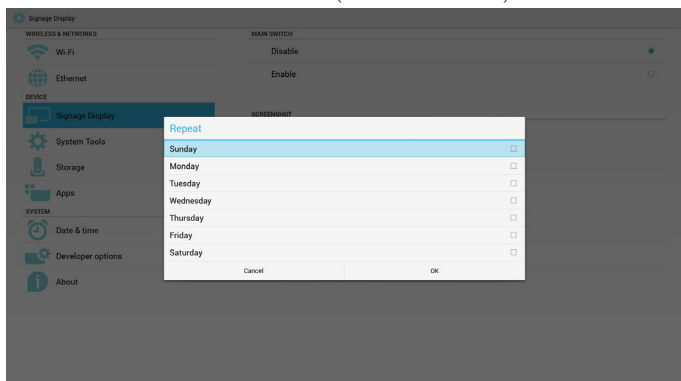 Signage Display
WIRELESS & NETWORKS
Wi-Fi
Ethernet
DEVICE
Signage Display
System Tools
Storage
Apps
SYSTEM
Date & time
Developer options
About
MAIN SWITCH
Disable
Enable
SCREENSHOT
Repeat
Sunday
Monday
Tuesday
Wednesday
Thursday
Friday
Saturday
Cancel
OK